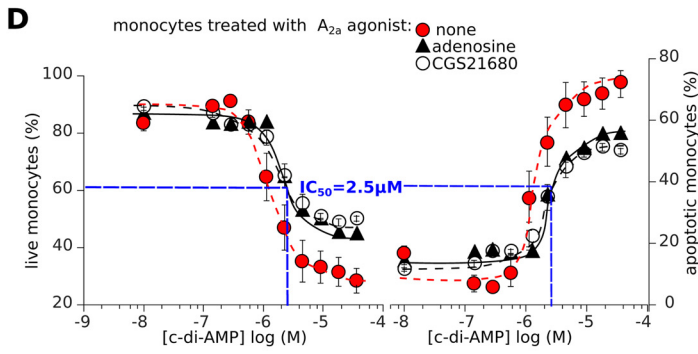 D
monocytes treated with A2a agonist:
none
adenosine
CGS21680
live monocytes (%)
100
80
60
40
20
IC50=2.5µM
apoptotic monocytes (%)
80
60
40
20
0
-9 -8 -7 -6 -5 -4
-8 -7 -6 -5 -4
[c-di-AMP] log (M)
[c-di-AMP] log (M)